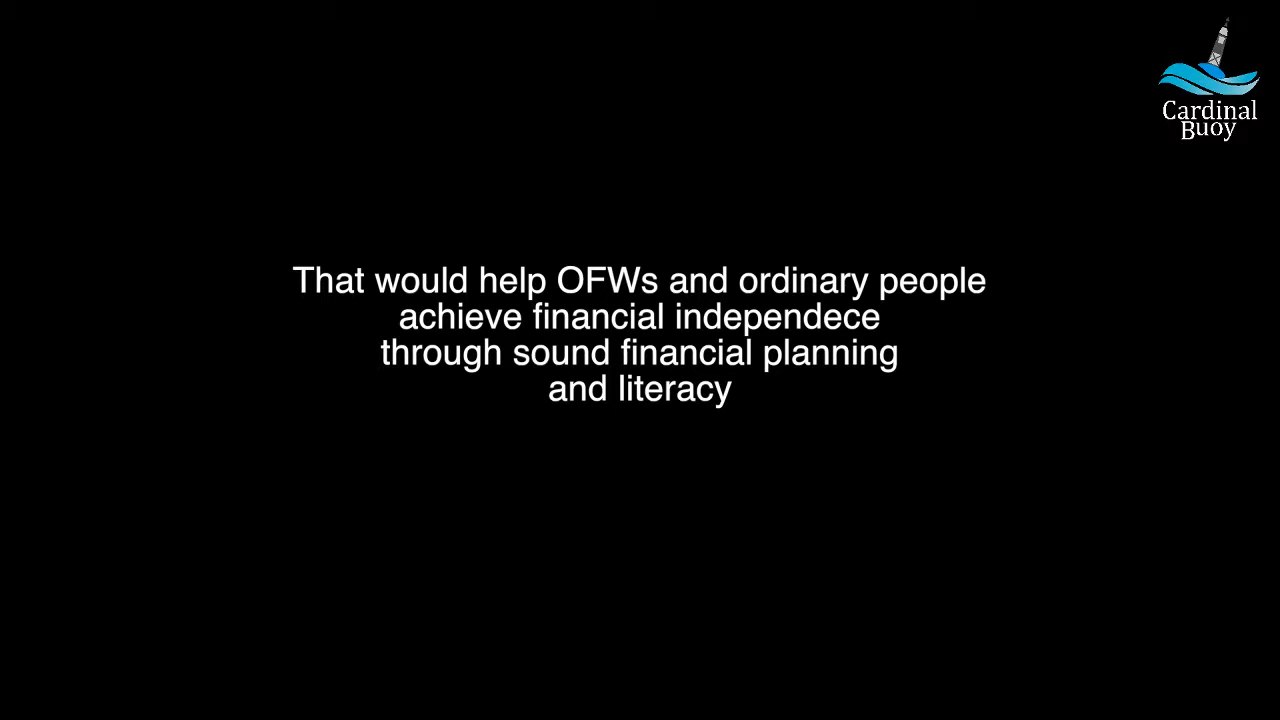 Cardinal
Buoy
That would help OFWs and ordinary people
achieve financial independece
through sound financial planning
and literacy